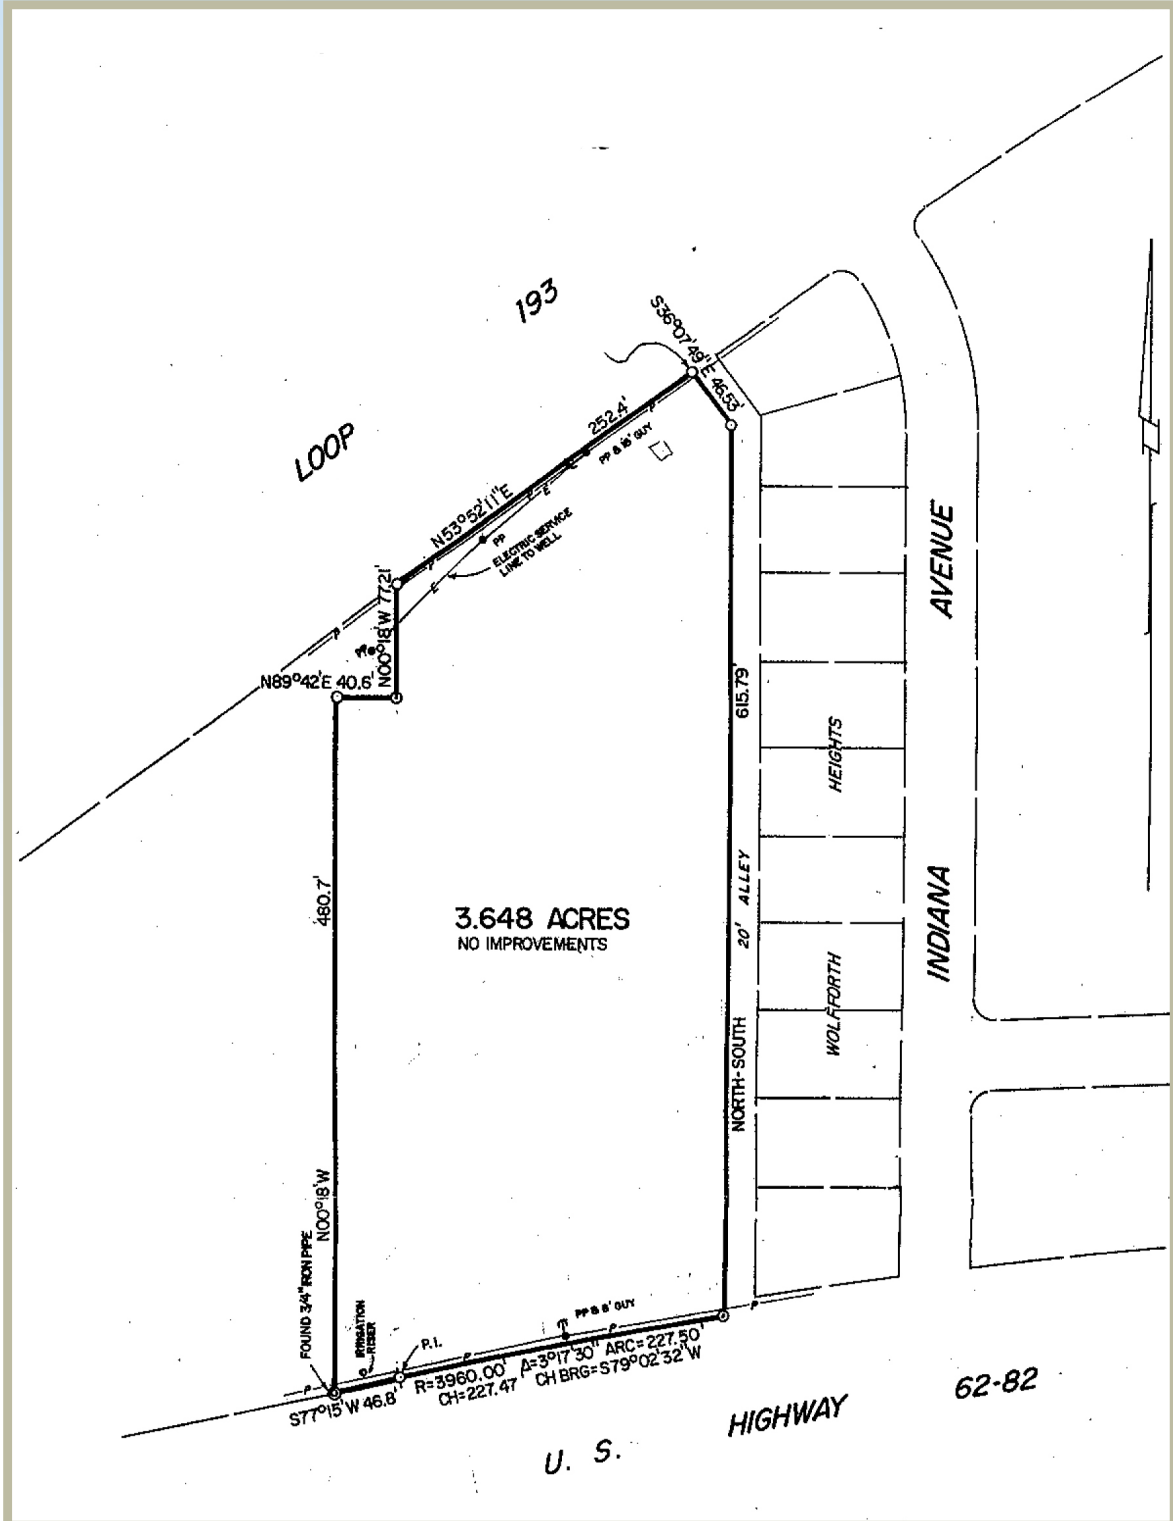 193
LOOP
S36°07'49"E 46.53'
252.4'
N53°52'11"E
PP & 18' GUY
PP
ELECTRIC SERVICE
LINE TO WELL
N00°18'W 77.21'
N89°42'E 40.6'
P
E
AVENUE
INDIANA
615.79'
HEIGHTS
WOLFFORTH
20' ALLEY
NORTH-SOUTH
480.7'
3.648 ACRES
NO IMPROVEMENTS
N00°18'W
FOUND 3/4" IRON PIPE
IRRIGATION
RISER
P.I.
PP & 8' GUY
S77°15'W 46.8'
R=3960.00' Δ=3°17'30" ARC=227.50'
CH=227.47' CH BRG=S79°02'32"W
U. S. HIGHWAY 62-82